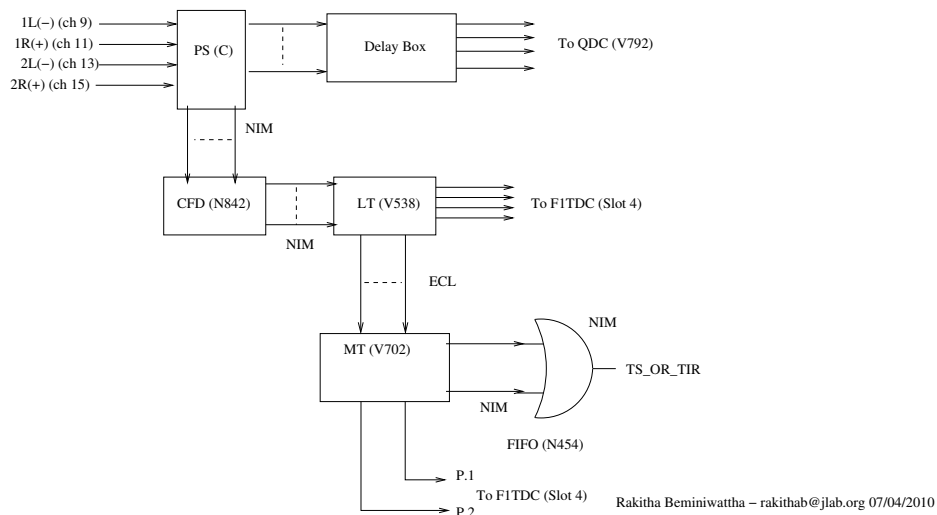 1L(−) (ch 9)
1R(+) (ch 11)
2L(−) (ch 13)
2R(+) (ch 15)
PS (C)
Delay Box
To QDC (V792)
NIM
CFD (N842)
LT (V538)
To F1TDC (Slot 4)
NIM
ECL
MT (V702)
NIM
TS_OR_TIR
NIM
FIFO (N454)
P.1
To F1TDC (Slot 4)
P.2
Rakitha Beminiwattha − rakithab@jlab.org 07/04/2010